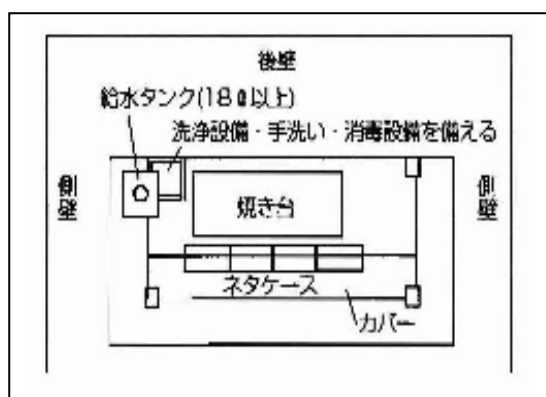 後壁
給水タンク(18ℓ以上)
洗浄設備・手洗い・消毒設備を備える
側壁
側壁
焼き台
ネタケース
カバー